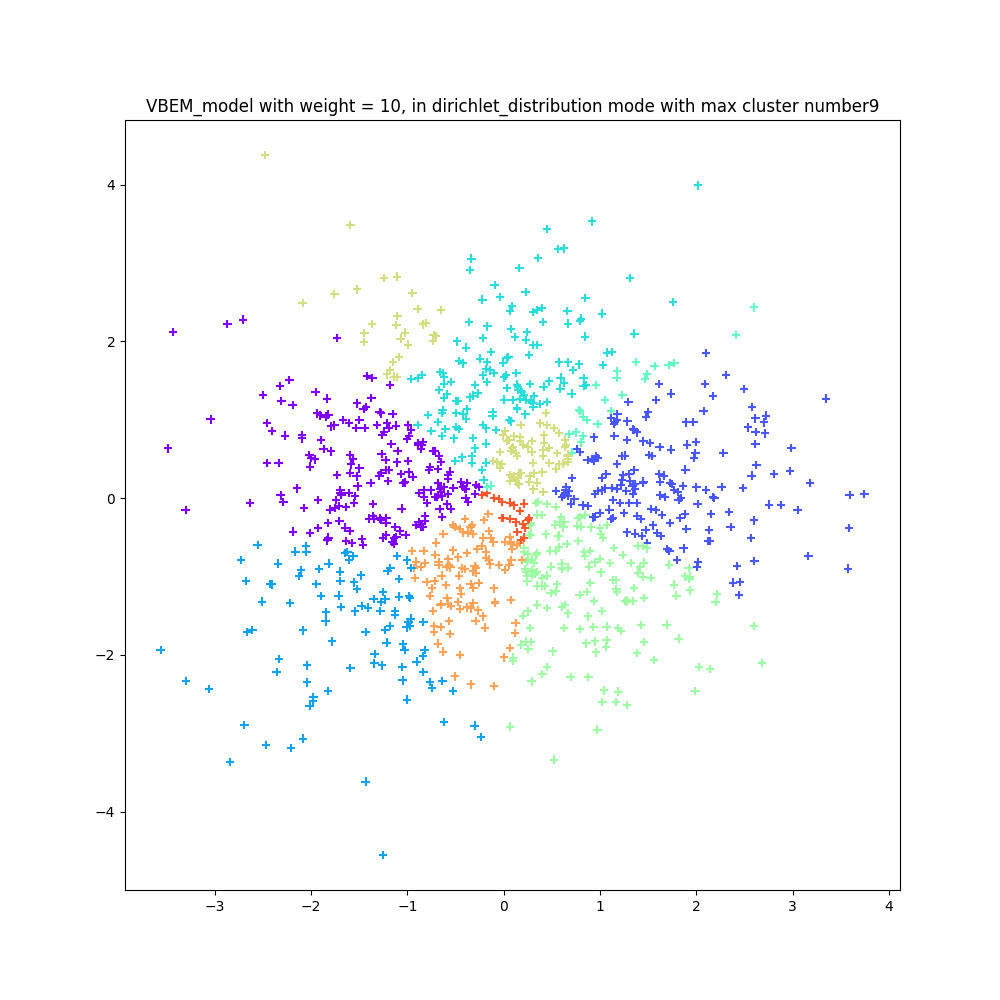 VBEM_model with weight = 10, in dirichlet_distribution mode with max cluster number9
4
2
0
−2
−4
−3 −2 −1 0 1 2 3 4